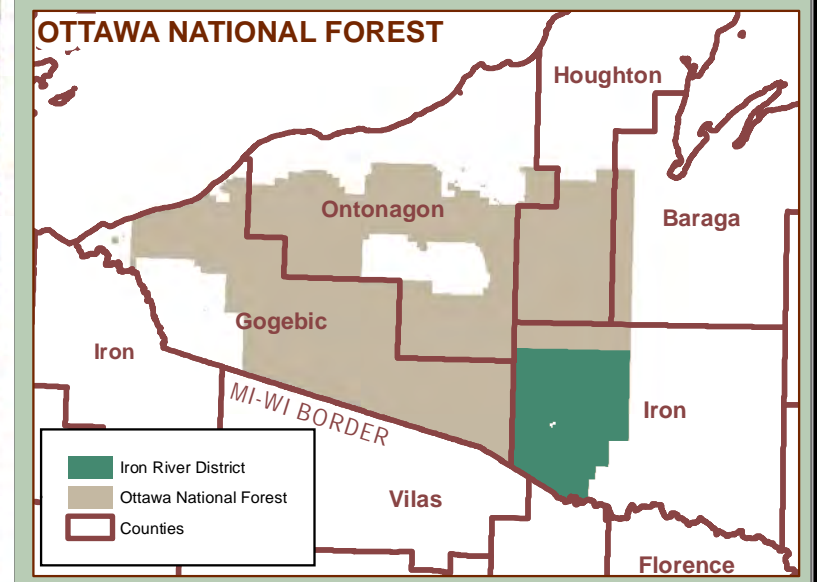 OTTAWA NATIONAL FOREST
Houghton
Ontonagon
Baraga
Gogebic
Iron
Iron
MI-WI BORDER
Vilas
Florence
Iron River District
Ottawa National Forest
Counties